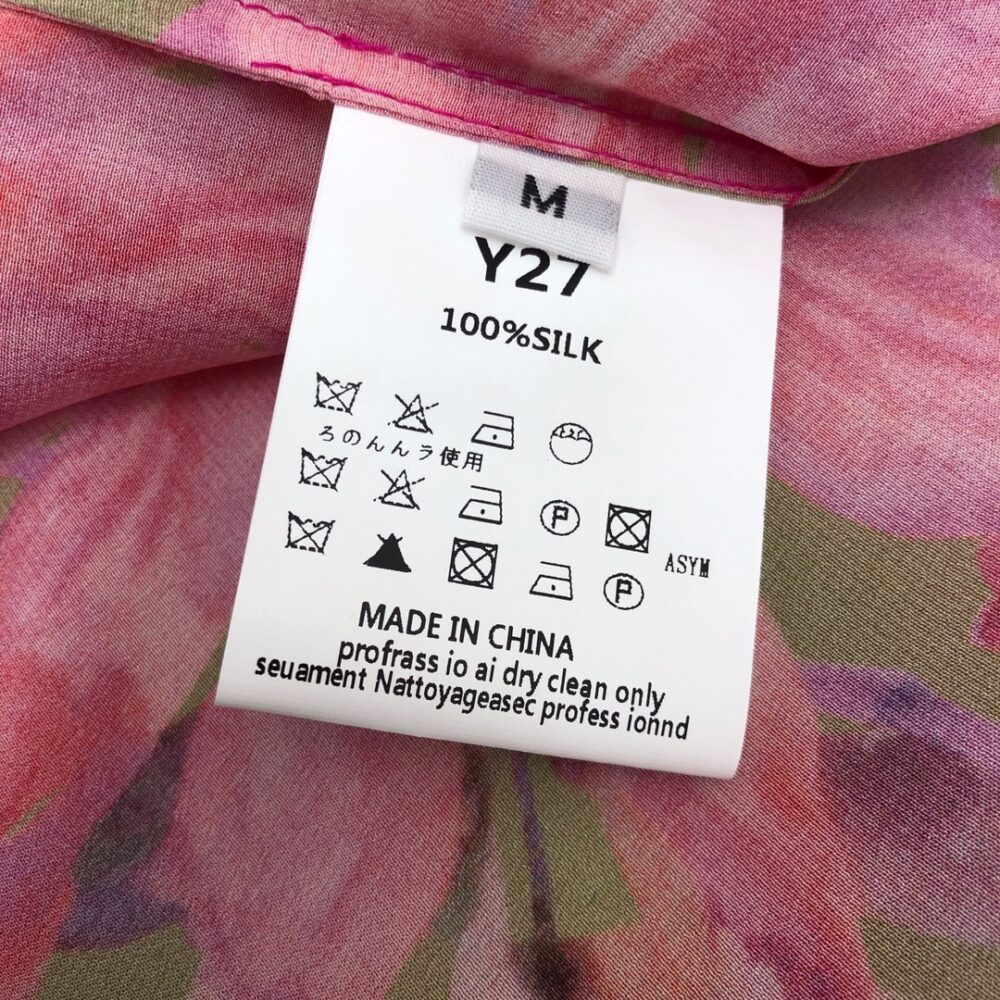 M
Y27
100%SILK
ろのんんラ使用
P
ASYM
P
MADE IN CHINA
profrass io ai dry clean only
seuament Nattoyageasec profess ionnd